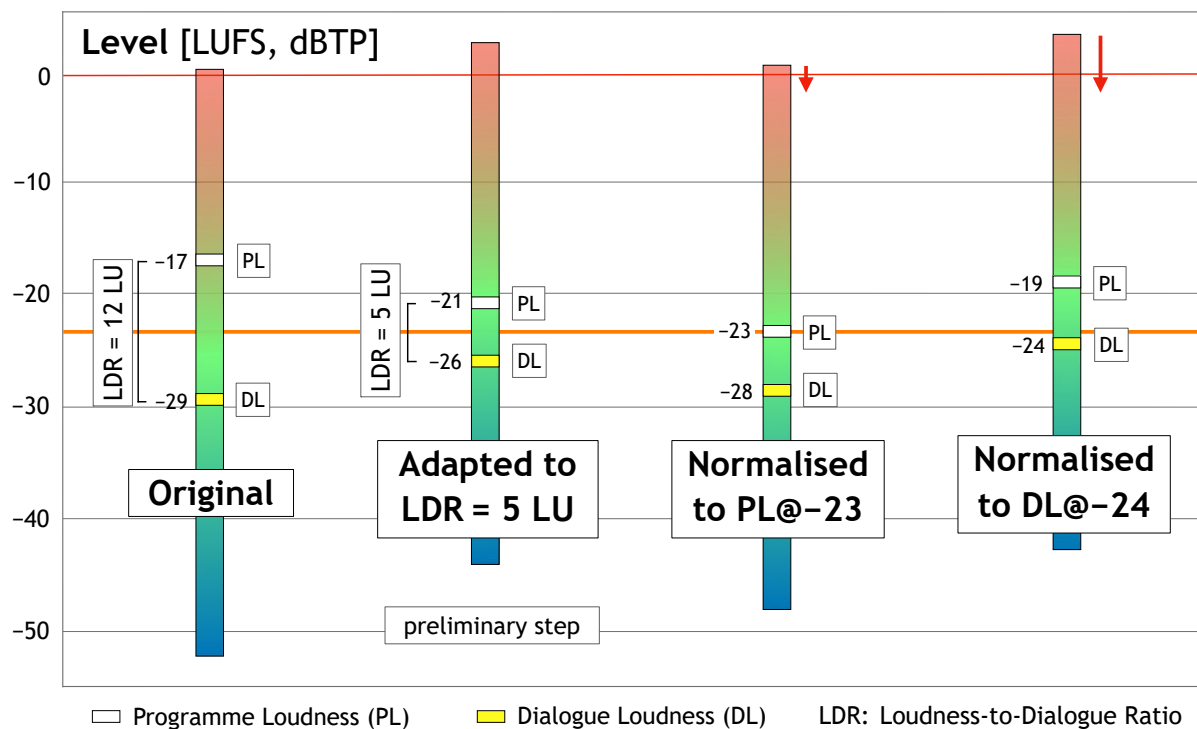 Level [LUFS, dBTP]
0
−10
−20
−30
−40
−50
LDR = 12 LU
−17
PL
−29
DL
Original
LDR = 5 LU
−21
PL
−26
DL
Adapted to
LDR = 5 LU
preliminary step
−23
PL
−28
DL
Normalised
to PL@−23
−19
PL
−24
DL
Normalised
to DL@−24
Programme Loudness (PL)
Dialogue Loudness (DL)
LDR: Loudness-to-Dialogue Ratio